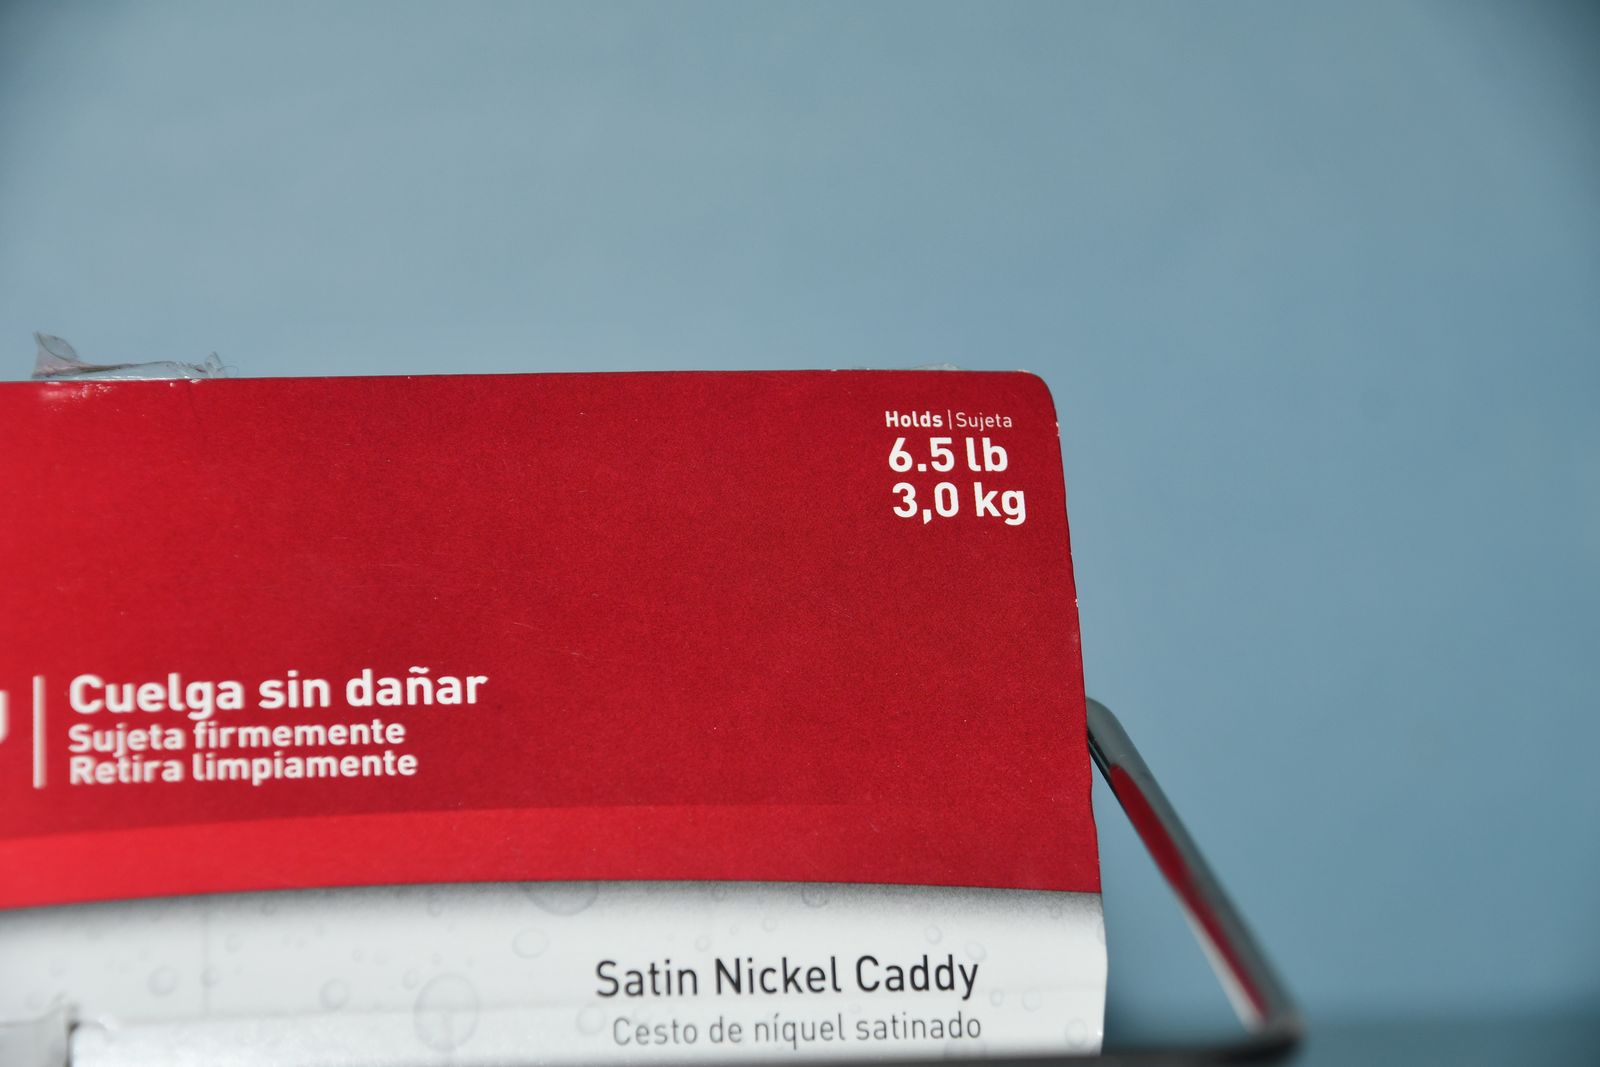 Holds | Sujeta
6.5 lb
3,0 kg
Cuelga sin dañar
Sujeta firmemente
Retira limpiamente
Satin Nickel Caddy
Cesto de níquel satinado